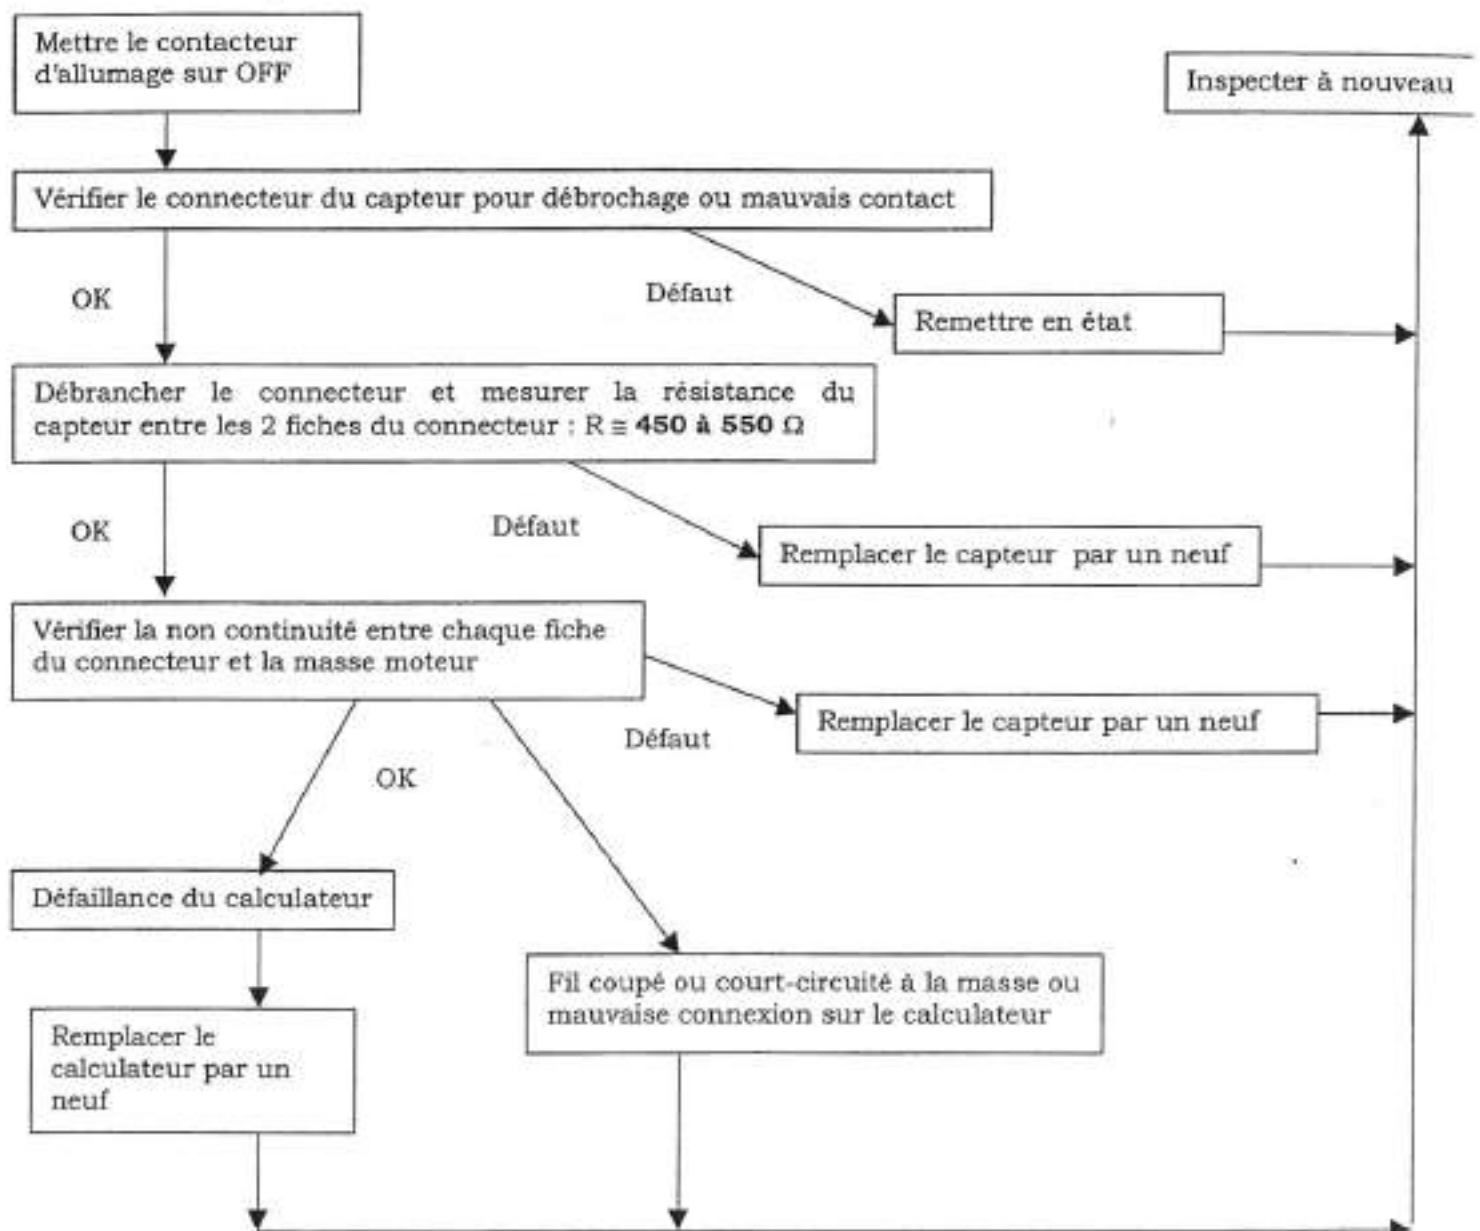 Mettre le contacteur
d'allumage sur OFF
Inspecter à nouveau
Vérifier le connecteur du capteur pour débrochage ou mauvais contact
OK
Défaut
Remettre en état
Débrancher le connecteur et mesurer la résistance du
capteur entre les 2 fiches du connecteur : R ≅ 450 à 550 Ω
OK
Défaut
Remplacer le capteur par un neuf
Vérifier la non continuité entre chaque fiche
du connecteur et la masse moteur
Remplacer le capteur par un neuf
Défaut
OK
Défaillance du calculateur
Fil coupé ou court-circuité à la masse ou
mauvaise connexion sur le calculateur
Remplacer le
calculateur par un
neuf